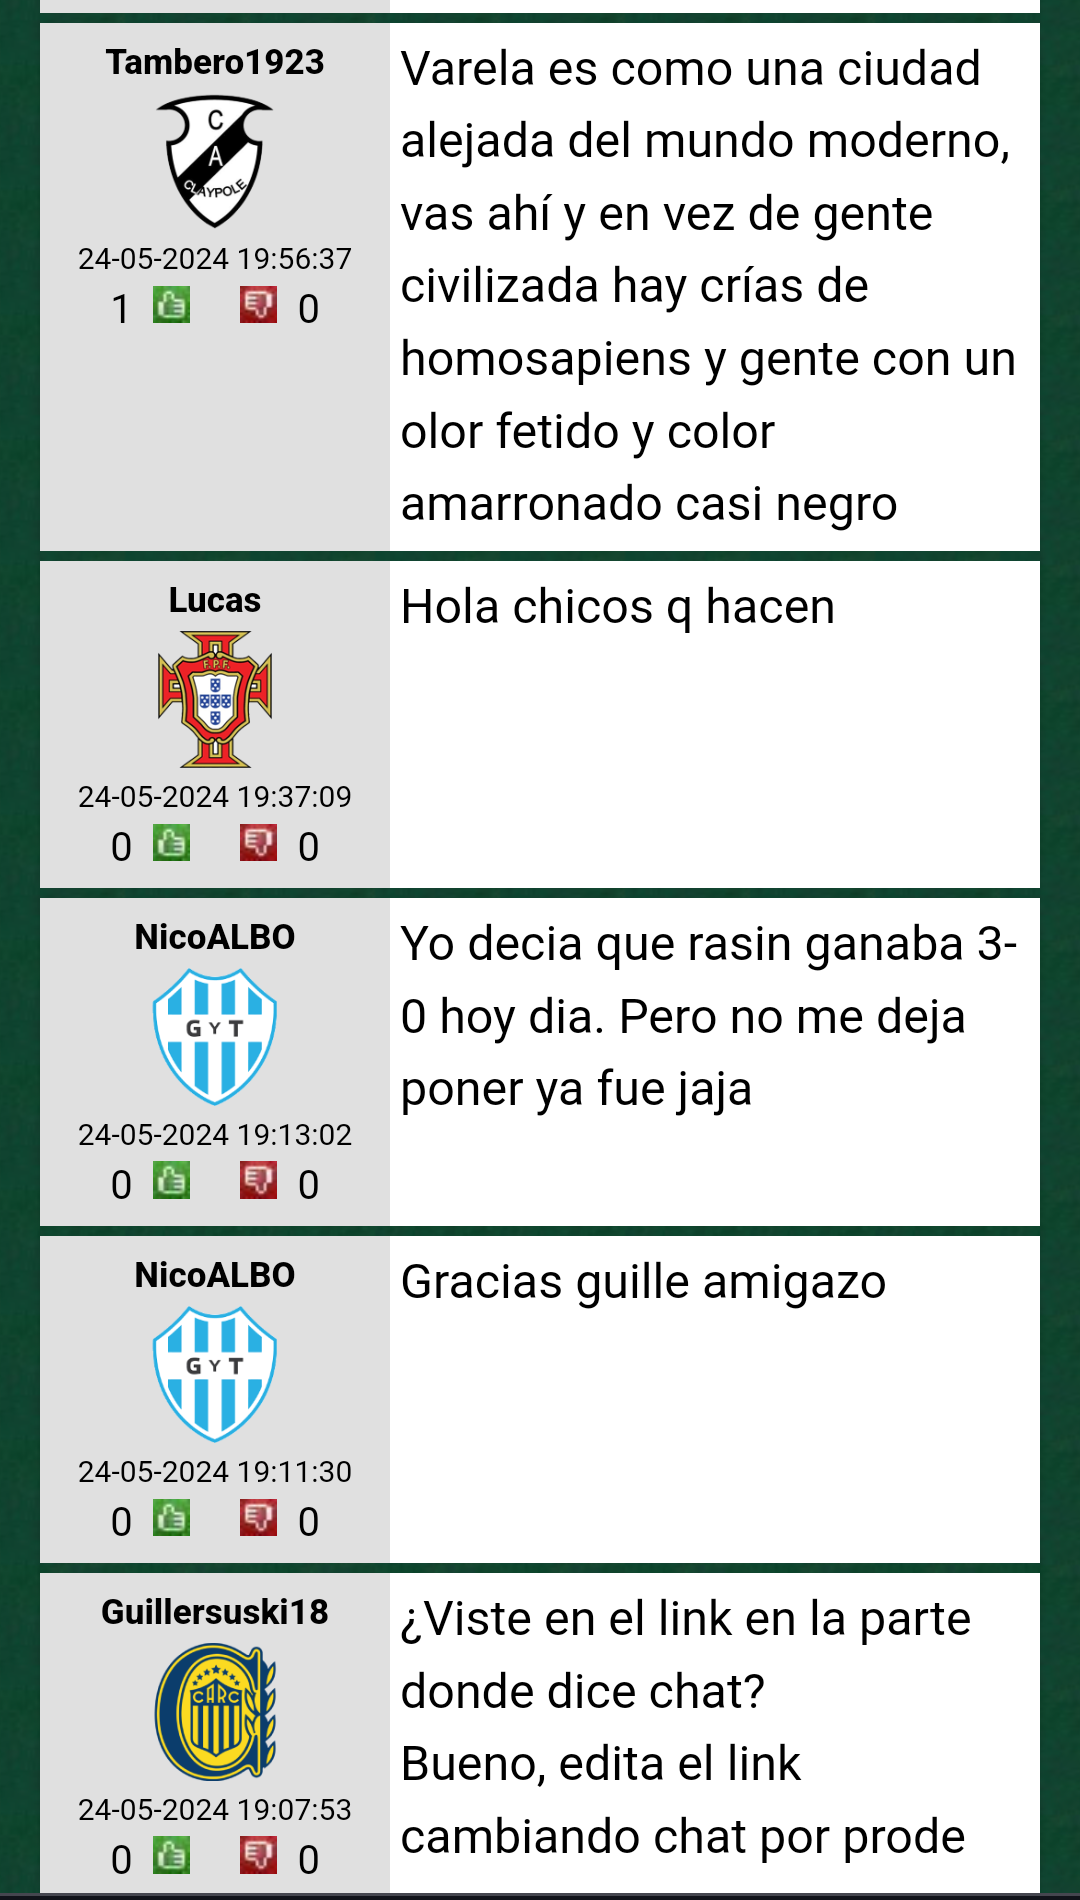 Tambero1923
C
A
CLAYPOLE
24-05-2024 19:56:37
1 0
Varela es como una ciudad
alejada del mundo moderno,
vas ahí y en vez de gente
civilizada hay crías de
homosapiens y gente con un
olor fetido y color
amarronado casi negro
Lucas
F.P.F.
24-05-2024 19:37:09
0 0
Hola chicos q hacen
NicoALBO
G Y T
24-05-2024 19:13:02
0 0
Yo decia que rasin ganaba 3-
0 hoy dia. Pero no me deja
poner ya fue jaja
NicoALBO
G Y T
24-05-2024 19:11:30
0 0
Gracias guille amigazo
Guillersuski18
CARC
24-05-2024 19:07:53
0 0
¿Viste en el link en la parte
donde dice chat?
Bueno, edita el link
cambiando chat por prode